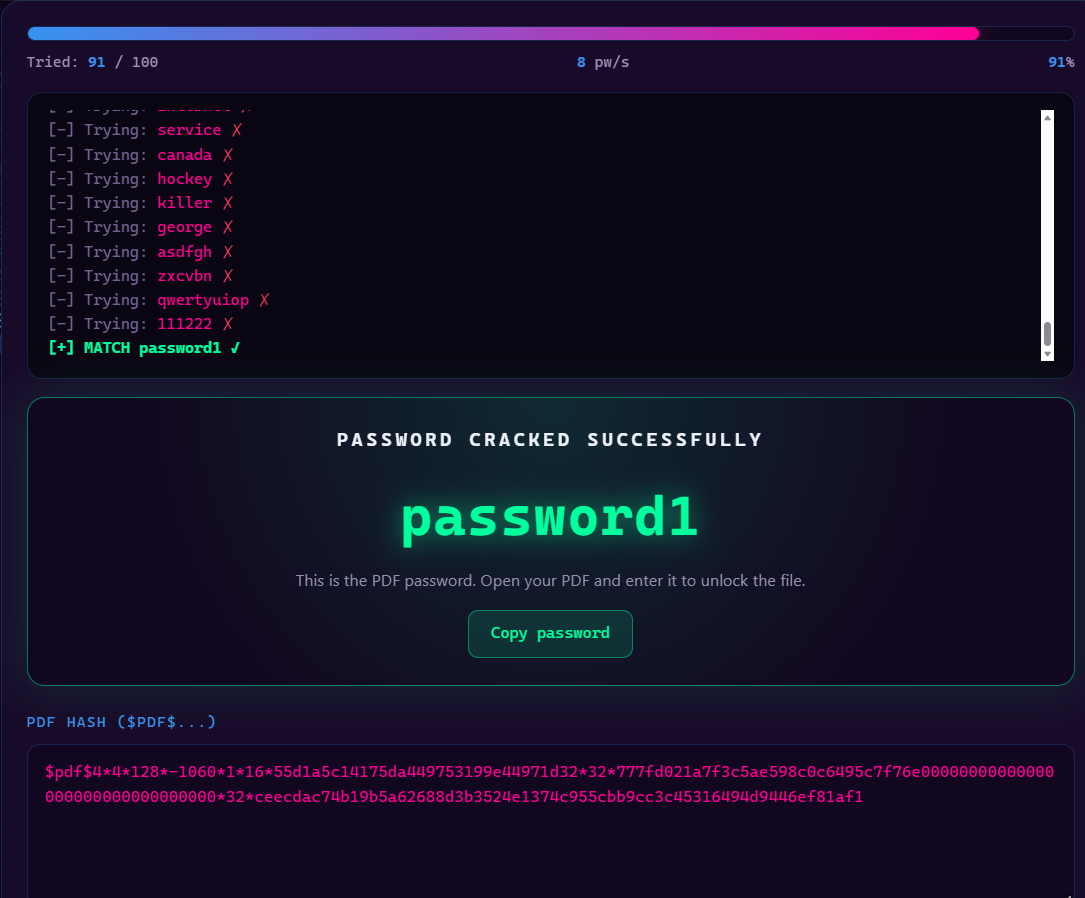 Tried: 91 / 100
8 pw/s
91%
[-] Trying:
[-] Trying: service ✗
[-] Trying: canada ✗
[-] Trying: hockey ✗
[-] Trying: killer ✗
[-] Trying: george ✗
[-] Trying: asdfgh ✗
[-] Trying: zxcvbn ✗
[-] Trying: qwertyuiop ✗
[-] Trying: 111222 ✗
[+] MATCH password1 ✓
PASSWORD CRACKED SUCCESSFULLY
password1
This is the PDF password. Open your PDF and enter it to unlock the file.
Copy password
PDF HASH ($PDF$...)
$pdf$4*4*128*-1060*1*16*55d1a5c14175da449753199e44971d32*32*777fd021a7f3c5ae598c0c6495c7f76e00000000000000
000000000000000000*32*ceecdac74b19b5a62688d3b3524e1374c955cbb9cc3c45316494d9446ef81af1